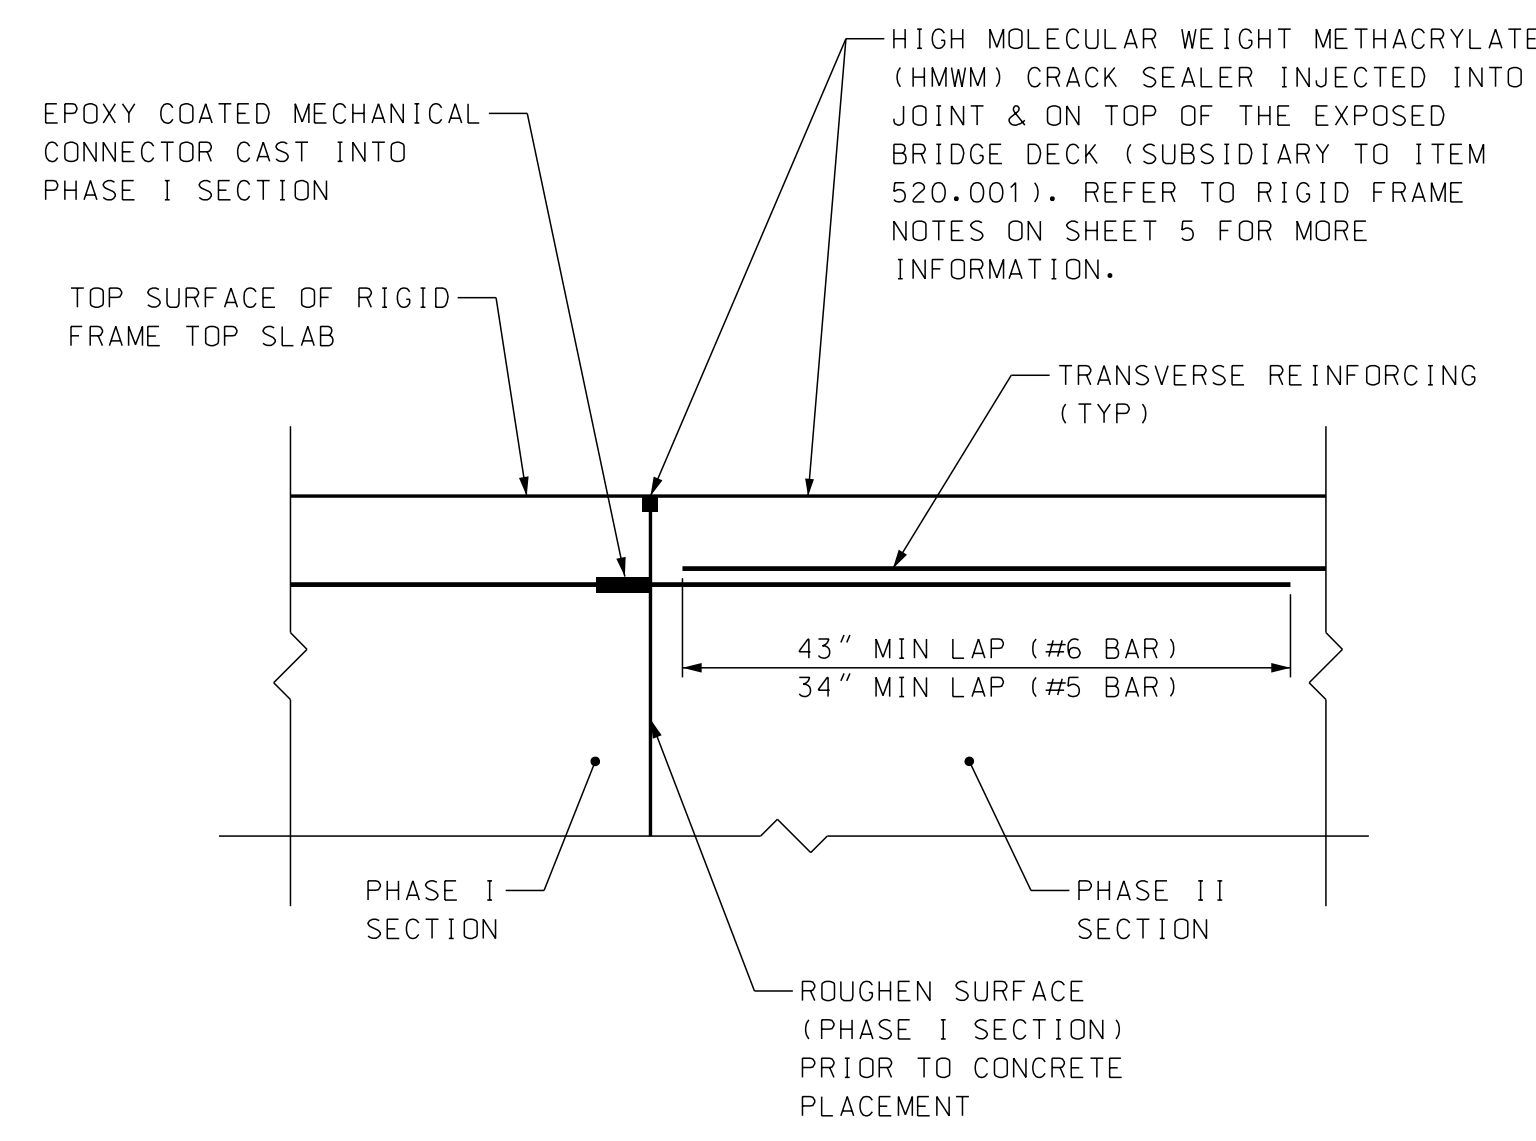 HIGH MOLECULAR WEIGHT METHACRYLATE
(HMWM) CRACK SEALER INJECTED INTO
JOINT & ON TOP OF THE EXPOSED
BRIDGE DECK (SUBSIDIARY TO ITEM
520.001). REFER TO RIGID FRAME
NOTES ON SHEET 5 FOR MORE
INFORMATION.
EPOXY COATED MECHANICAL
CONNECTOR CAST INTO
PHASE I SECTION
TOP SURFACE OF RIGID
FRAME TOP SLAB
TRANSVERSE REINFORCING
(TYP)
43" MIN LAP (#6 BAR)
34" MIN LAP (#5 BAR)
PHASE I
SECTION
PHASE II
SECTION
ROUGHEN SURFACE
(PHASE I SECTION)
PRIOR TO CONCRETE
PLACEMENT